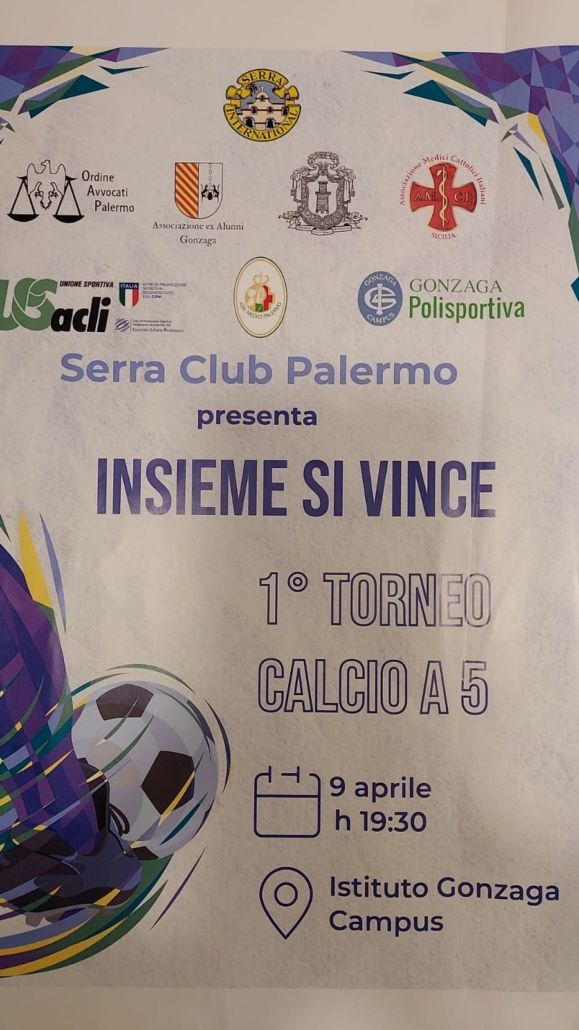 SERRA
INTERNATIONAL
Ordine
Avvocati
Palermo
Associazione ex Alunni
Gonzaga
Associazione Medici Cattolici Italiani
A.M.C.I.
SICILIA
US acli
UNIONE SPORTIVA
ITALIA
GONZAGA
CAMPUS
GONZAGA
Polisportiva
Serra Club Palermo
presenta
INSIEME SI VINCE
1° TORNEO
CALCIO A 5
9 aprile
h 19:30
Istituto Gonzaga
Campus